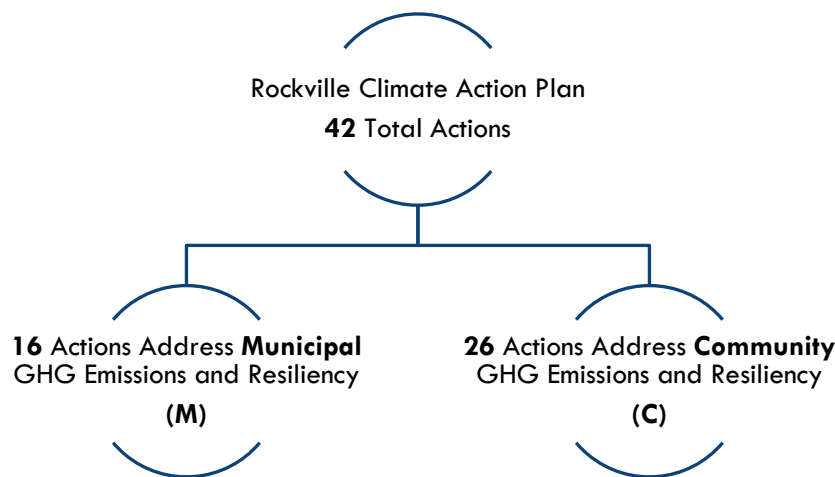 Rockville Climate Action Plan
42 Total Actions
16 Actions Address Municipal
GHG Emissions and Resiliency
(M)
26 Actions Address Community
GHG Emissions and Resiliency
(C)